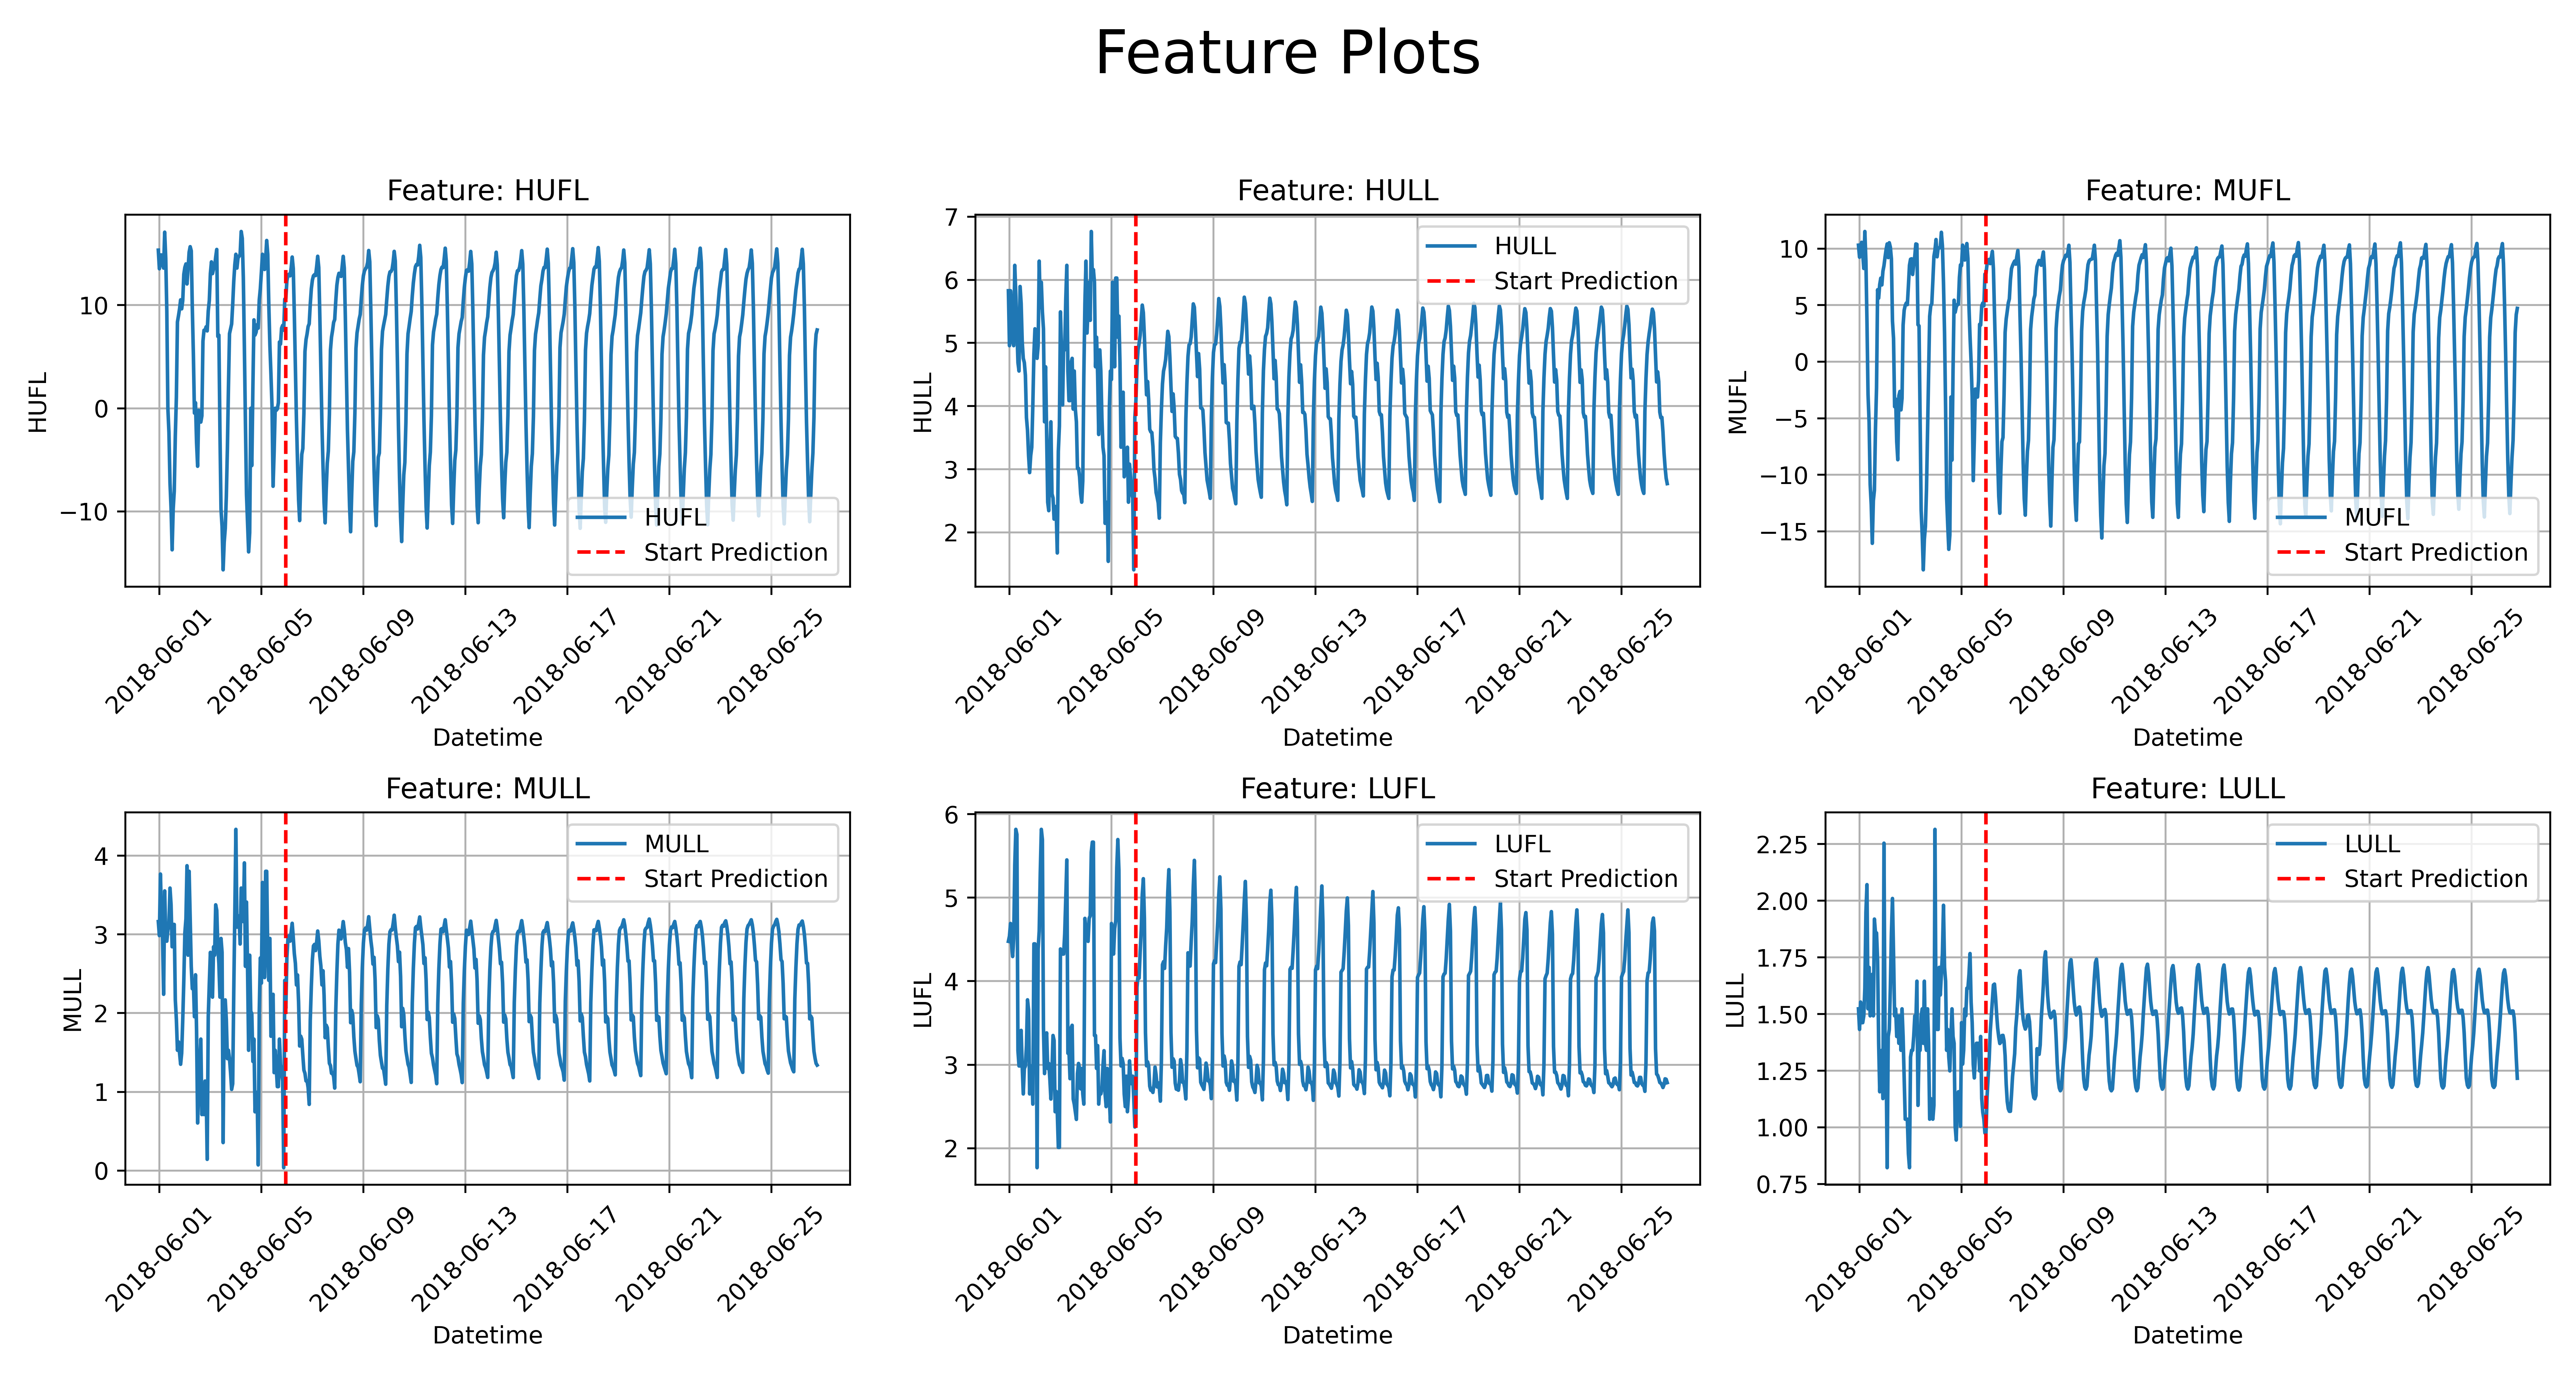 Feature Plots
Feature: HUFL
HUFL
10
0
−10
HUFL
Start Prediction
2018-06-01
2018-06-05
2018-06-09
2018-06-13
2018-06-17
2018-06-21
2018-06-25
Datetime
Feature: HULL
HULL
7
6
5
4
3
2
HULL
Start Prediction
2018-06-01
2018-06-05
2018-06-09
2018-06-13
2018-06-17
2018-06-21
2018-06-25
Datetime
Feature: MUFL
MUFL
10
5
0
−5
−10
−15
MUFL
Start Prediction
2018-06-01
2018-06-05
2018-06-09
2018-06-13
2018-06-17
2018-06-21
2018-06-25
Datetime
Feature: MULL
MULL
4
3
2
1
0
MULL
Start Prediction
2018-06-01
2018-06-05
2018-06-09
2018-06-13
2018-06-17
2018-06-21
2018-06-25
Datetime
Feature: LUFL
LUFL
6
5
4
3
2
LUFL
Start Prediction
2018-06-01
2018-06-05
2018-06-09
2018-06-13
2018-06-17
2018-06-21
2018-06-25
Datetime
Feature: LULL
LULL
2.25
2.00
1.75
1.50
1.25
1.00
0.75
LULL
Start Prediction
2018-06-01
2018-06-05
2018-06-09
2018-06-13
2018-06-17
2018-06-21
2018-06-25
Datetime